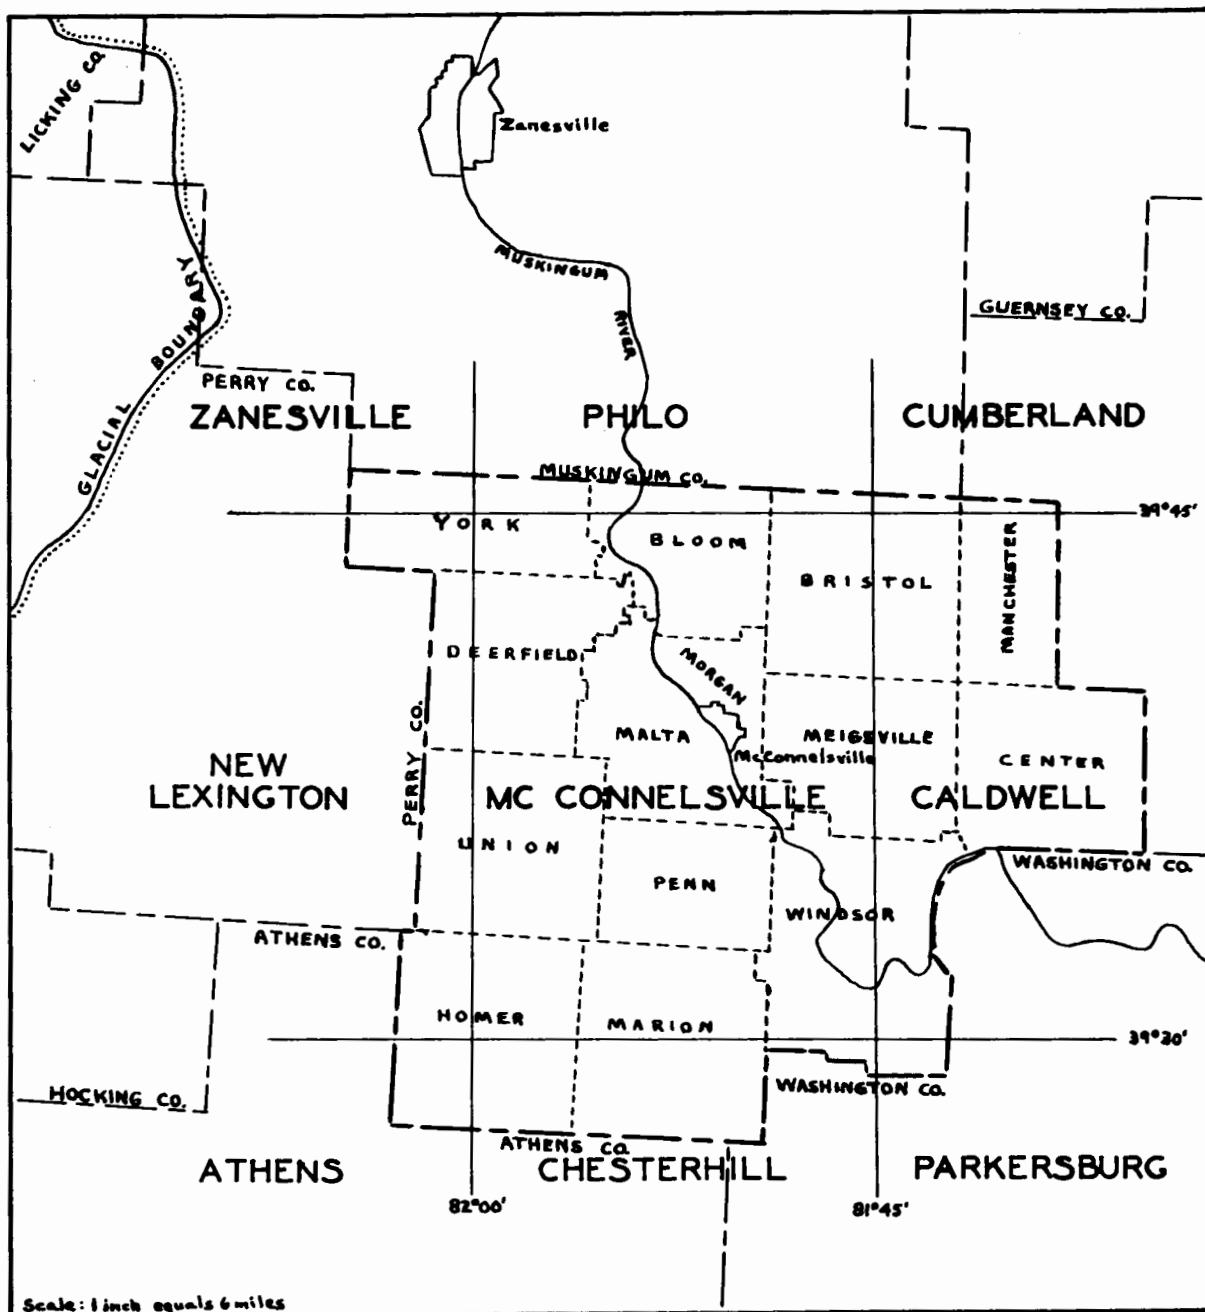 LICKING CO.
Zanesville
MUSKINGUM
RIVER
GUERNSEY CO.
GLACIAL BOUNDARY
PERRY CO.
ZANESVILLE
PHILO
CUMBERLAND
MUSKINGUM CO.
39°45'
YORK
BLOOM
BRISTOL
MANCHESTER
DEERFIELD
MORGAN
PERRY CO.
MALTA
MEIGSVILLE
McConnelsville
CENTER
NEW
LEXINGTON
MC CONNELSVILLE
CALDWELL
UNION
WASHINGTON CO.
PENN
WINDSOR
ATHENS CO.
HOMER
MARION
39°30'
HOCKING CO.
WASHINGTON CO.
ATHENS CO.
ATHENS
CHESTERHILL
PARKERSBURG
82°00'
81°45'
Scale: 1 inch equals 6 miles